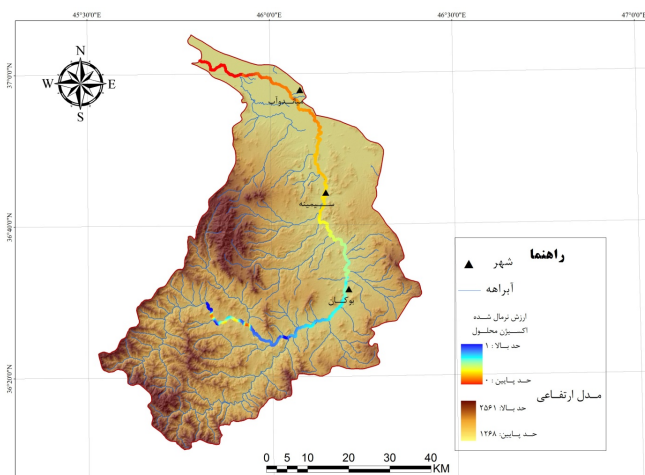 45°30'0"E
46°0'0"E
46°30'0"E
47°0'0"E
37°0'0"N
36°40'0"N
36°20'0"N
N
W
E
S
میاندوآب
سیمینه
بوکان
راهنما
شهر
آبراهه
ارزش نرمال شده
اکسیژن محلول
حد بالا: ۱
حد پایین: ۰
مدل ارتفاعی
حد بالا: ۲۵۶۱
حد پایین: ۱۲۶۸
0 5 10 20 30 40
KM